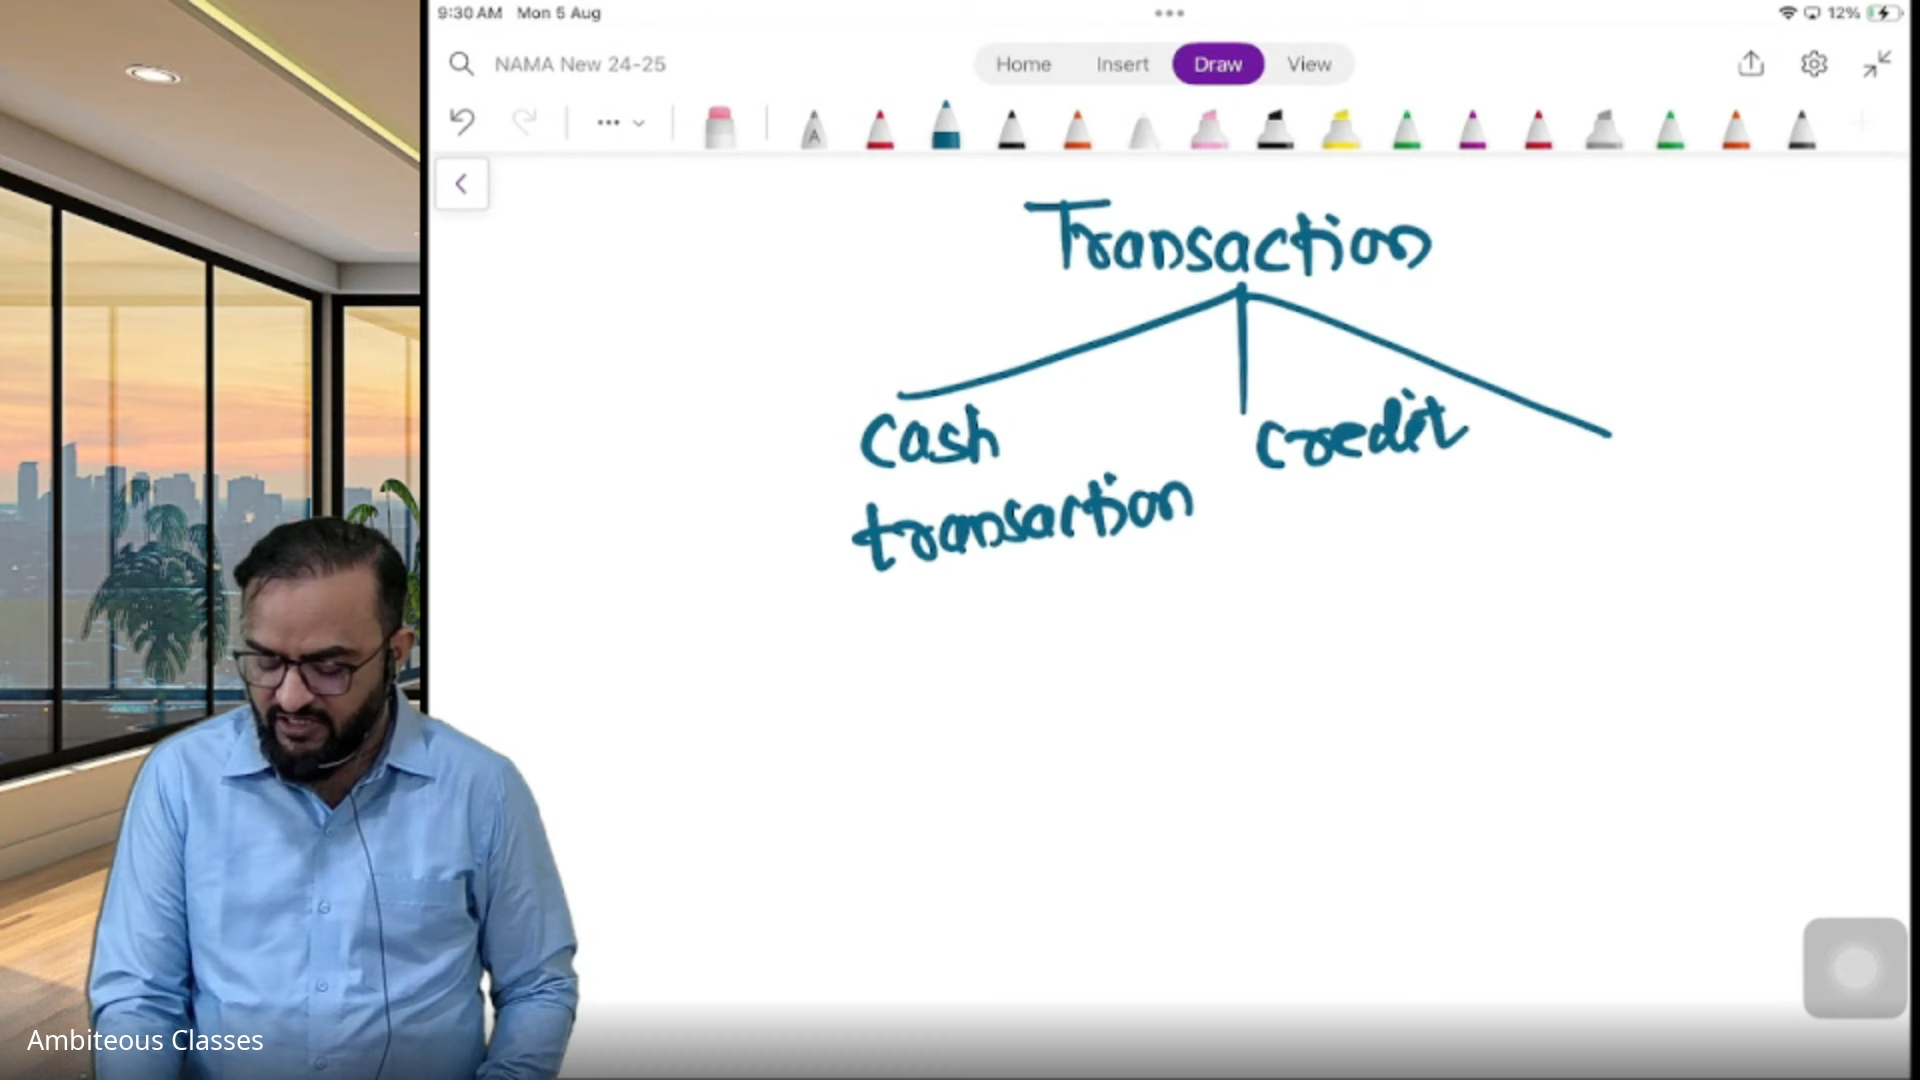 9:30 AM Mon 5 Aug
12%
NAMA New 24-25
Home Insert Draw View
A
Transaction
Cash credit
transaction
Ambiteous Classes